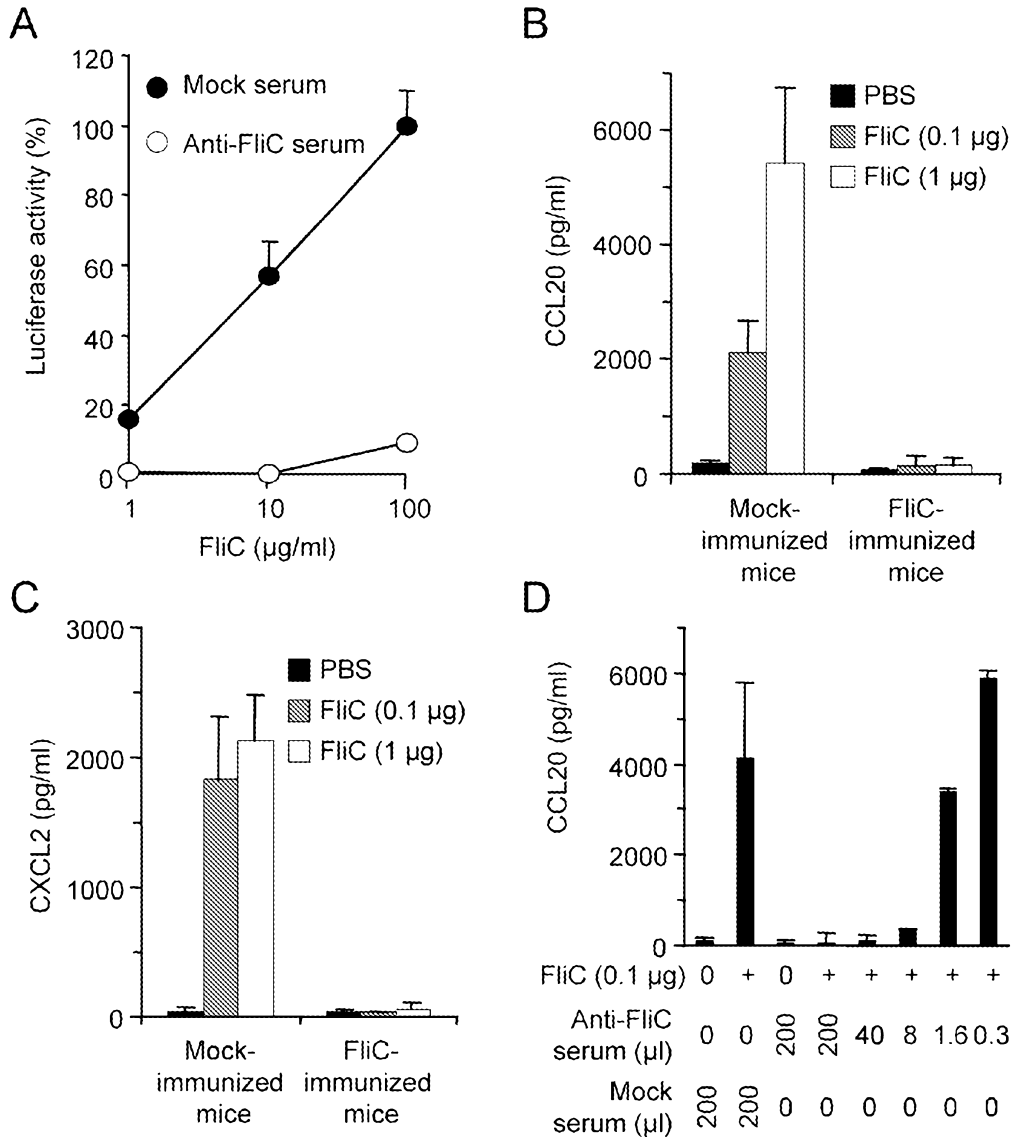 A
120
100
80
60
40
20
0
Luciferase activity (%)
Mock serum
Anti-FliC serum
1 10 100
FliC (µg/ml)
B
6000
4000
2000
0
CCL20 (pg/ml)
PBS
FliC (0.1 µg)
FliC (1 µg)
Mock-
immunized
mice
FliC-
immunized
mice
C
3000
2000
1000
0
CXCL2 (pg/ml)
PBS
FliC (0.1 µg)
FliC (1 µg)
Mock-
immunized
mice
FliC-
immunized
mice
D
6000
4000
2000
0
CCL20 (pg/ml)
FliC (0.1 µg) 0 + 0 + + + + +
Anti-FliC
serum (µl) 0 0 200 200 40 8 1.6 0.3
Mock
serum (µl) 200 200 0 0 0 0 0 0